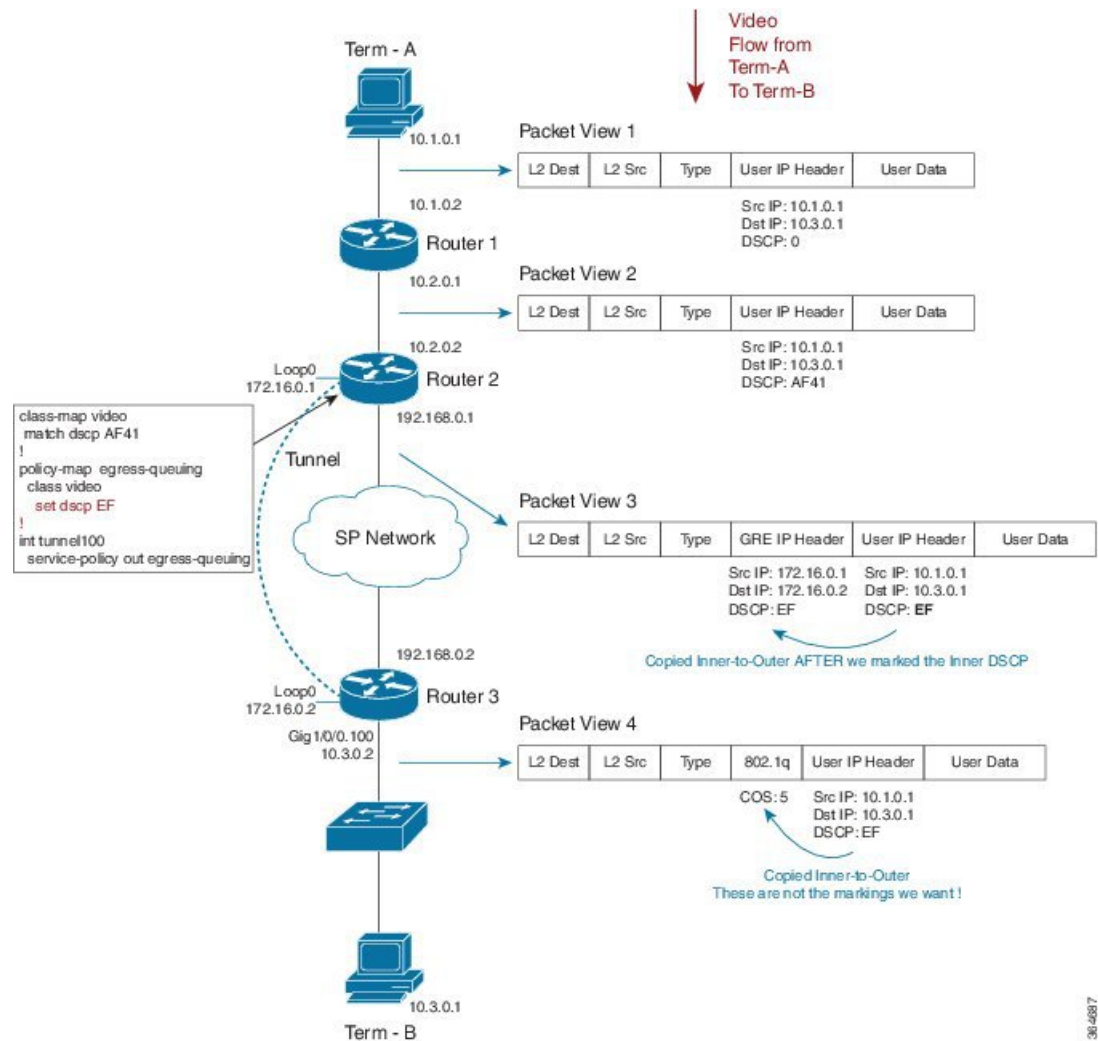 Video
Flow from
Term-A
To Term-B
Term - A
10.1.0.1
Packet View 1
L2 Dest L2 Src Type User IP Header User Data
Src IP: 10.1.0.1
Dst IP: 10.3.0.1
DSCP: 0
10.1.0.2
Router 1
10.2.0.1
Packet View 2
L2 Dest L2 Src Type User IP Header User Data
Src IP: 10.1.0.1
Dst IP: 10.3.0.1
DSCP: AF41
10.2.0.2
Loop0
172.16.0.1
Router 2
192.168.0.1
class-map video
match dscp AF41
!
policy-map egress-queuing
class video
set dscp EF
!
int tunnel100
service-policy out egress-queuing
Tunnel
SP Network
Packet View 3
L2 Dest L2 Src Type GRE IP Header User IP Header User Data
Src IP: 172.16.0.1 Src IP: 10.1.0.1
Dst IP: 172.16.0.2 Dst IP: 10.3.0.1
DSCP: EF DSCP: EF
Copied Inner-to-Outer AFTER we marked the Inner DSCP
192.168.0.2
Loop0
172.16.0.2
Router 3
Gig1/0/0.100
10.3.0.2
Packet View 4
L2 Dest L2 Src Type 802.1q User IP Header User Data
COS: 5 Src IP: 10.1.0.1
Dst IP: 10.3.0.1
DSCP: EF
Copied Inner-to-Outer
These are not the markings we want !
10.3.0.1
Term - B
364687